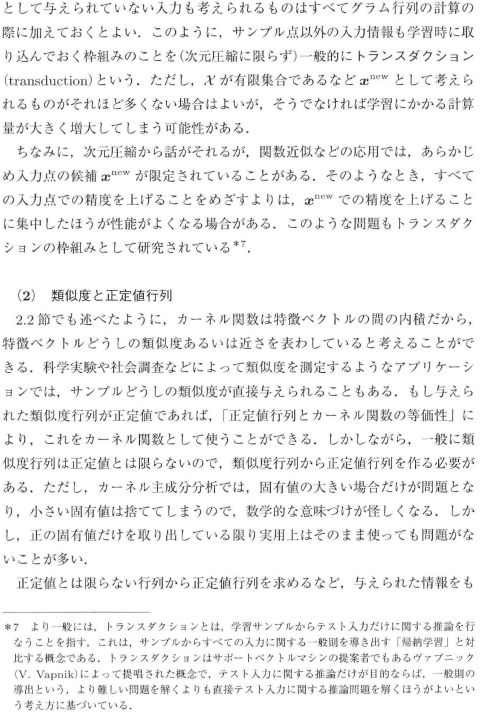 として与えられていない入力も考えられるものはすべてグラム行列の計算の
際に加えておくとよい．このように，サンプル点以外の入力情報も学習時に取
り込んでおく枠組みのことを(次元圧縮に限らず)一般的にトランスダクション
(transduction)という．ただし，𝒳 が有限集合であるなど xⁿᵉʷ として考えら
れるものがそれほど多くない場合はよいが，そうでなければ学習にかかる計算
量が大きく増大してしまう可能性がある．
ちなみに，次元圧縮から話がそれるが，関数近似などの応用では，あらかじ
め入力点の候補 xⁿᵉʷ が限定されていることがある．そのようなとき，すべて
の入力点での精度を上げることをめざすよりは，xⁿᵉʷ での精度を上げること
に集中したほうが性能がよくなる場合がある．このような問題もトランスダク
ションの枠組みとして研究されている*7．
(2) 類似度と正定値行列
2.2 節でも述べたように，カーネル関数は特徴ベクトルの間の内積だから，
特徴ベクトルどうしの類似度あるいは近さを表わしていると考えることがで
きる．科学実験や社会調査などによって類似度を測定するようなアプリケーシ
ョンでは，サンプルどうしの類似度が直接与えられることもある．もし与えら
れた類似度行列が正定値であれば，「正定値行列とカーネル関数の等価性」に
より，これをカーネル関数として使うことができる．しかしながら，一般に類
似度行列は正定値とは限らないので，類似度行列から正定値行列を作る必要が
ある．ただし，カーネル主成分分析では，固有値の大きい場合だけが問題とな
り，小さい固有値は捨ててしまうので，数学的な意味づけが怪しくなる．しか
し，正の固有値だけを取り出している限り実用上はそのまま使っても問題がな
いことが多い．
正定値とは限らない行列から正定値行列を求めるなど，与えられた情報をも
*7 より一般には，トランスダクションとは，学習サンプルからテスト入力だけに関する推論を行
なうことを指す．これは，サンプルからすべての入力に関する一般則を導き出す「帰納学習」と対
比する概念である．トランスダクションはサポートベクトルマシンの提案者でもあるヴァプニック
(V. Vapnik)によって提唱された概念で，テスト入力に関する推論だけが目的ならば，一般則の
導出という，より難しい問題を解くよりも直接テスト入力に関する推論問題を解くほうがよいとい
う考え方に基づいている．